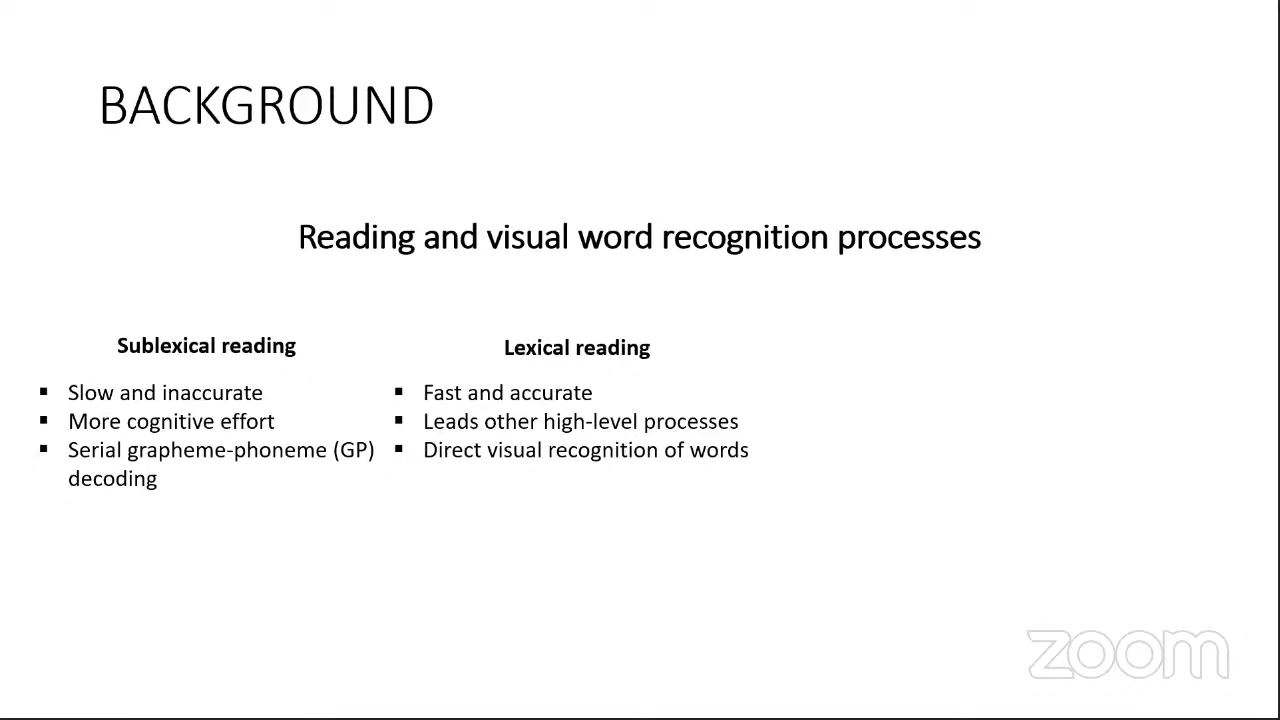 BACKGROUND
Reading and visual word recognition processes
Sublexical reading
▪ Slow and inaccurate
▪ More cognitive effort
▪ Serial grapheme-phoneme (GP)
decoding
Lexical reading
▪ Fast and accurate
▪ Leads other high-level processes
▪ Direct visual recognition of words
zoom